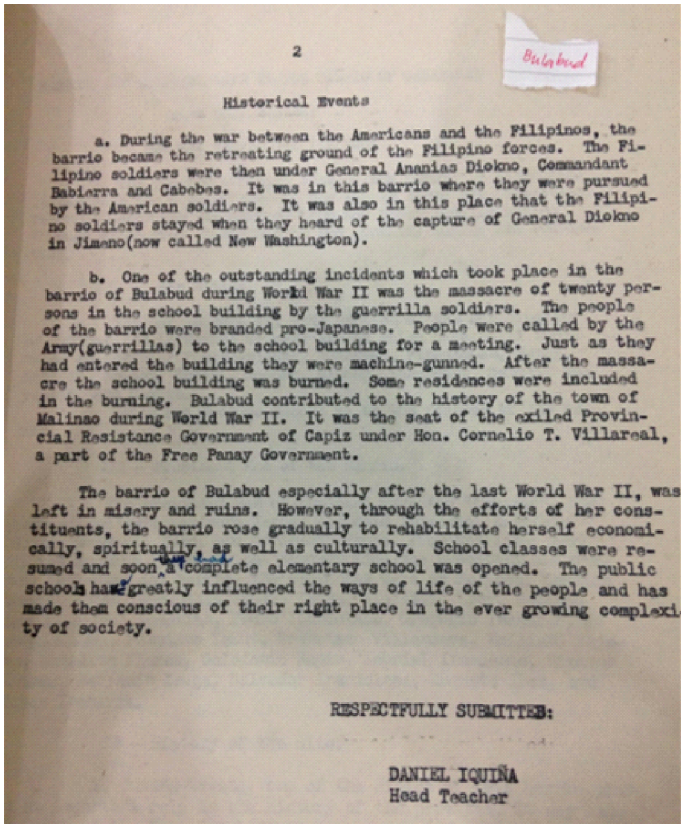 2
Bulabud
Historical Events
a. During the war between the Americans and the Filipinos, the
barrio became the retreating ground of the Filipino forces. The Fi-
lipino soldiers were then under General Ananias Diokno, Commandant
Babierra and Cabebes. It was in this barrio where they were pursued
by the American soldiers. It was also in this place that the Filipi-
no soldiers stayed when they heard of the capture of General Diokno
in Jimeno(now called New Washington).
b. One of the outstanding incidents which took place in the
barrio of Bulabud during World War II was the massacre of twenty per-
sons in the school building by the guerrilla soldiers. The people
of the barrio were branded pro-Japanese. People were called by the
Army(guerrillas) to the school building for a meeting. Just as they
had entered the building they were machine-gunned. After the massa-
cre the school building was burned. Some residences were included
in the burning. Bulabud contributed to the history of the town of
Malinao during World War II. It was the seat of the exiled Provin-
cial Resistance Government of Capiz under Hon. Cornelio T. Villareal,
a part of the Free Panay Government.
The barrio of Bulabud especially after the last World War II, was
left in misery and ruins. However, through the efforts of her cons-
tituents, the barrio rose gradually to rehabilitate herself economi-
cally, spiritually, as well as culturally. School classes were re-
sumed and soon a complete elementary school was opened. The public
schools have greatly influenced the ways of life of the people and has
made them conscious of their right place in the ever growing complexi
ty of society.
RESPECTFULLY SUBMITTED:
DANIEL IQUIÑA
Head Teacher